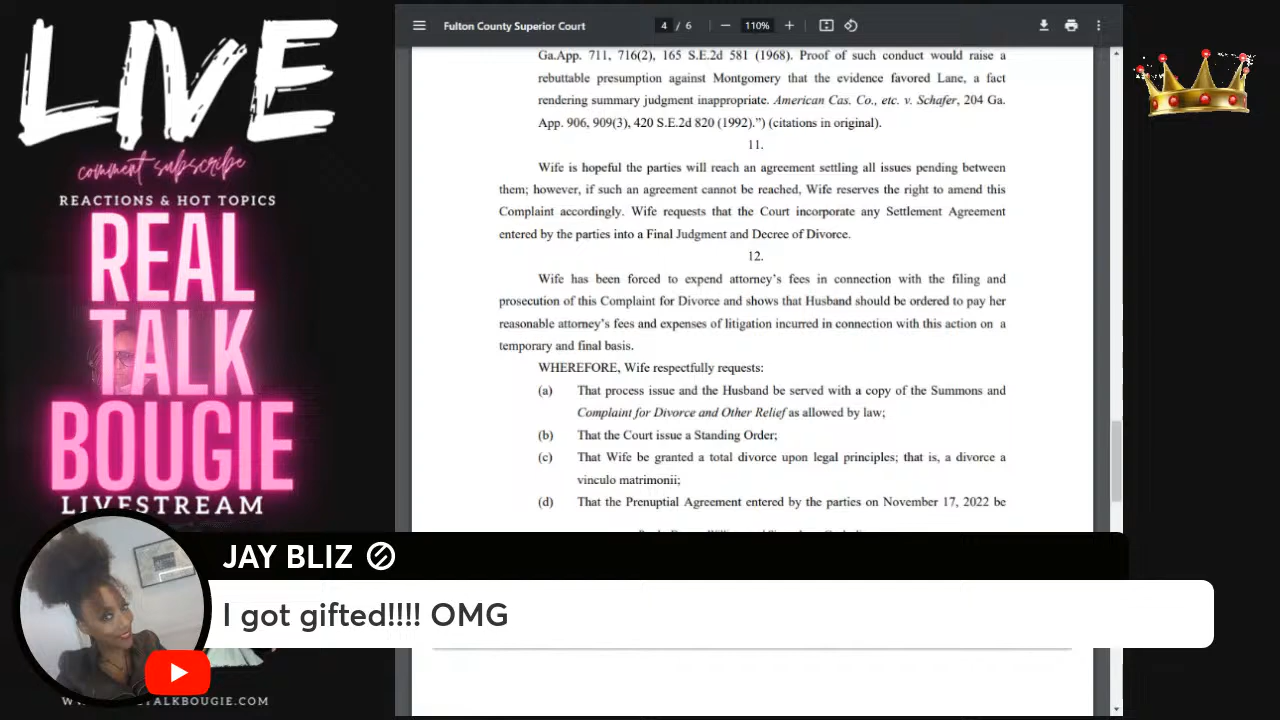 LIVE
comment subscribe
REACTIONS & HOT TOPICS
REAL
TALK
BOUGIE
LIVESTREAM
Fulton County Superior Court
4 / 6
110%
Ga.App. 711, 716(2), 165 S.E.2d 581 (1968). Proof of such conduct would raise a
rebuttable presumption against Montgomery that the evidence favored Lane, a fact
rendering summary judgment inappropriate. American Cas. Co., etc. v. Schafer, 204 Ga.
App. 906, 909(3), 420 S.E.2d 820 (1992).”) (citations in original).
11.
Wife is hopeful the parties will reach an agreement settling all issues pending between
them; however, if such an agreement cannot be reached, Wife reserves the right to amend this
Complaint accordingly. Wife requests that the Court incorporate any Settlement Agreement
entered by the parties into a Final Judgment and Decree of Divorce.
12.
Wife has been forced to expend attorney’s fees in connection with the filing and
prosecution of this Complaint for Divorce and shows that Husband should be ordered to pay her
reasonable attorney’s fees and expenses of litigation incurred in connection with this action on a
temporary and final basis.
WHEREFORE, Wife respectfully requests:
(a) That process issue and the Husband be served with a copy of the Summons and
Complaint for Divorce and Other Relief as allowed by law;
(b) That the Court issue a Standing Order;
(c) That Wife be granted a total divorce upon legal principles; that is, a divorce a
vinculo matrimonii;
(d) That the Prenuptial Agreement entered by the parties on November 17, 2022 be
JAY BLIZ
I got gifted!!!! OMG
ALKBOUGIE.COM